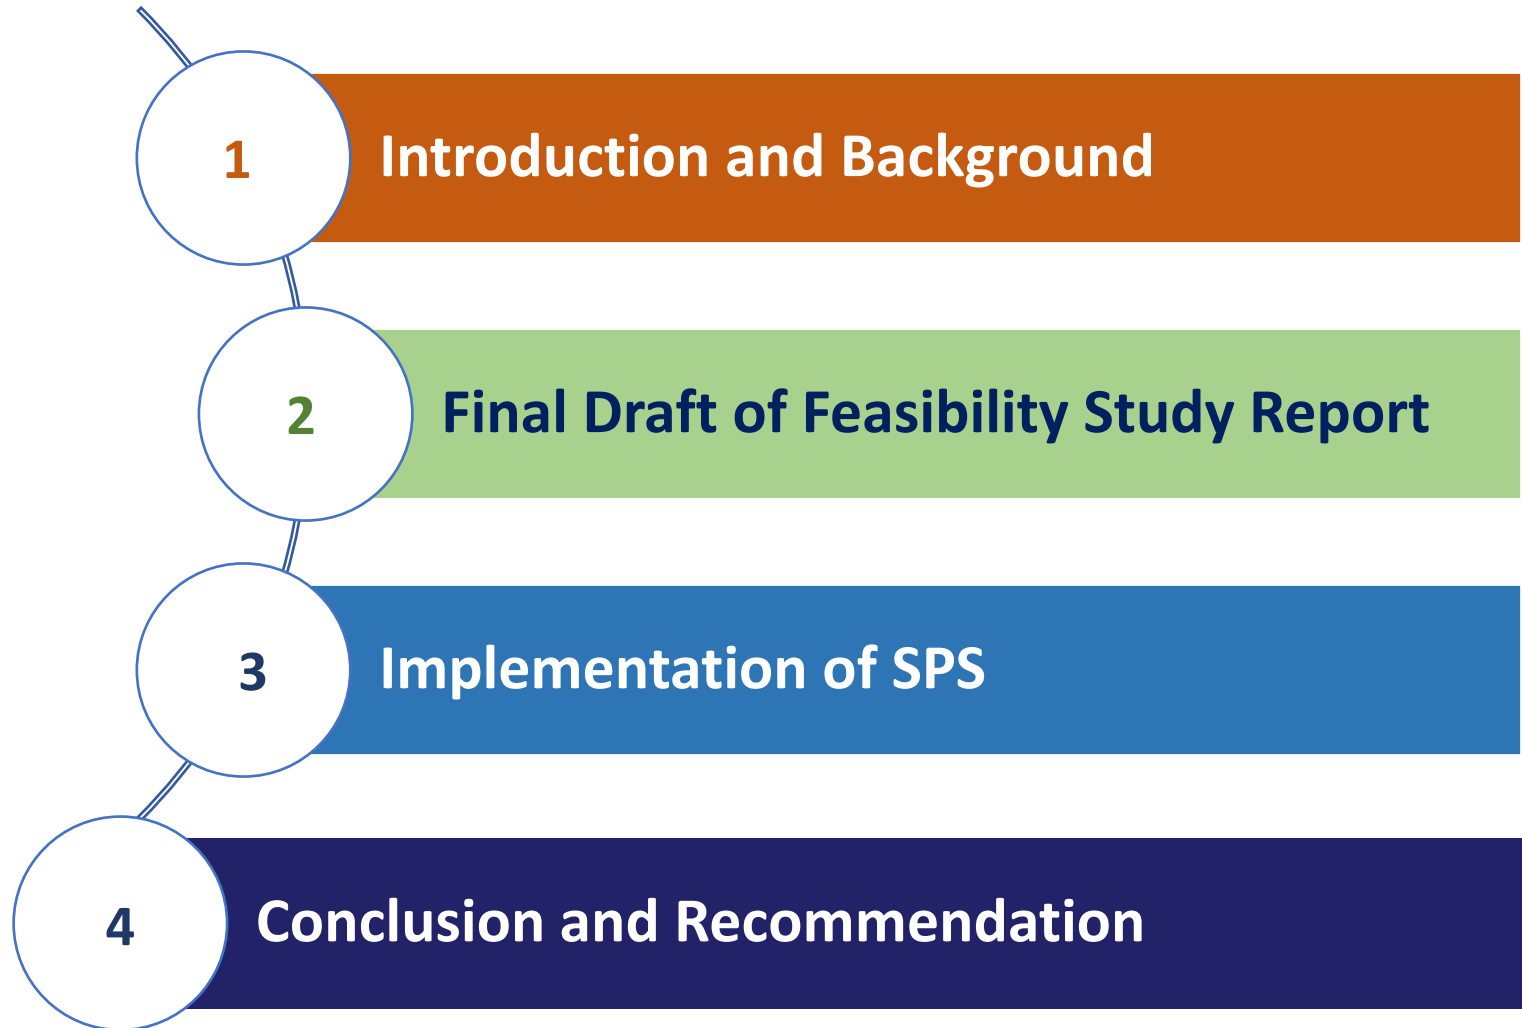 1
Introduction and Background
2
Final Draft of Feasibility Study Report
3
Implementation of SPS
4
Conclusion and Recommendation